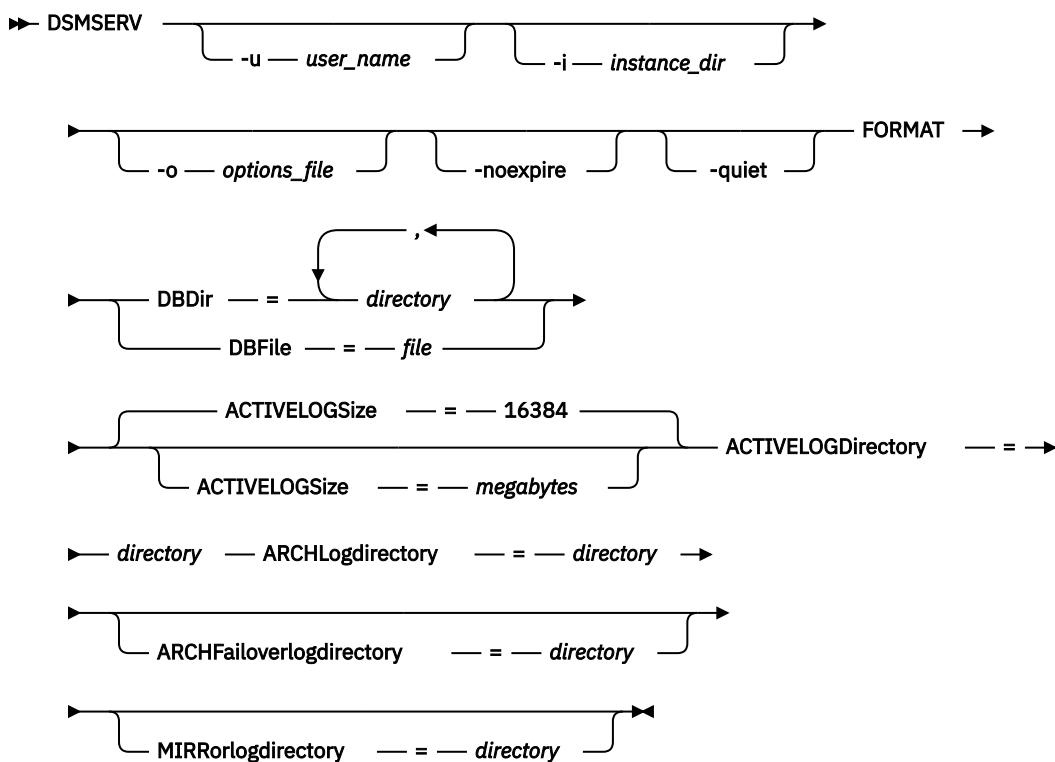 DSMSERV
-u user_name -i instance_dir
FORMAT
-o options_file -noexpire -quiet
,
DBDir = directory
DBFile = file
ACTIVELOGSize = 16384
ACTIVELOGDirectory =
ACTIVELOGSize = megabytes
directory ARCHLogdirectory = directory
ARCHFailoverlogdirectory = directory
MIRRorlogdirectory = directory